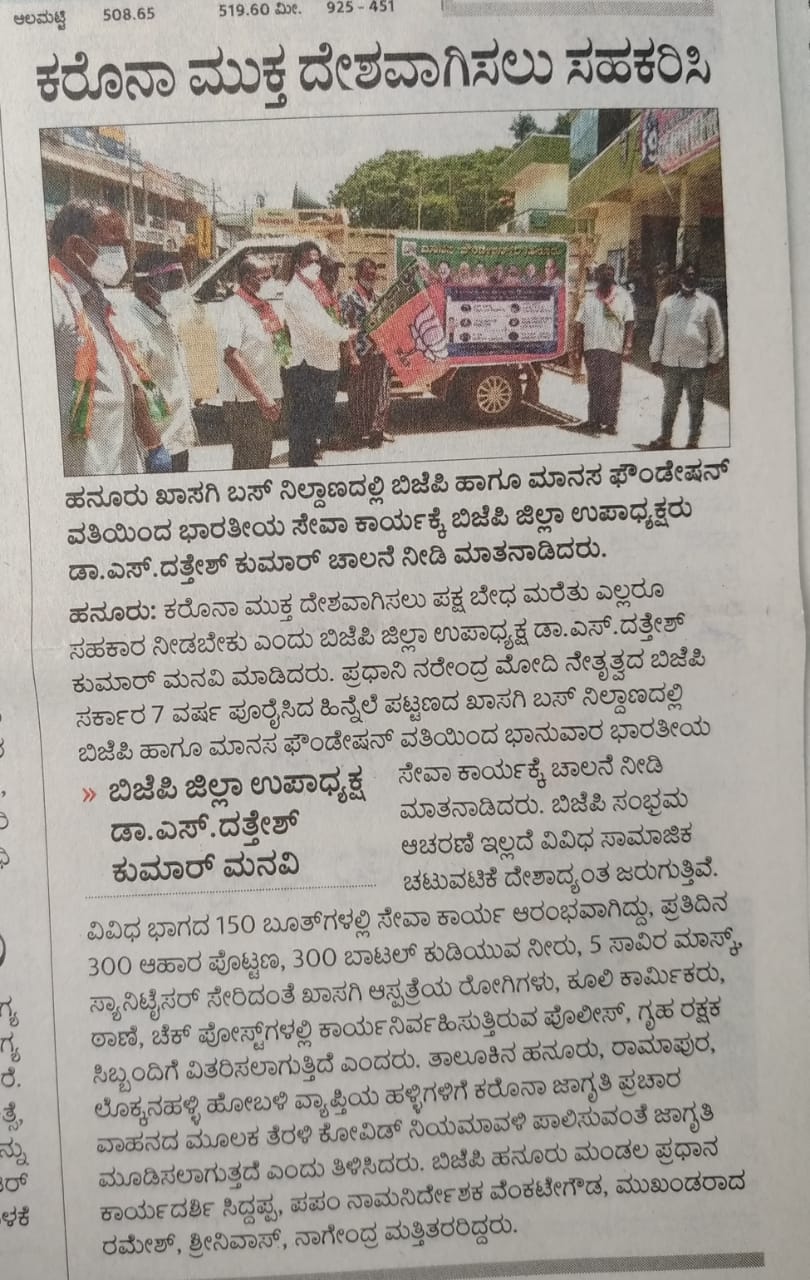 ಆಲಮಟ್ಟಿ 508.65 519.60 ಮೀ. 925 - 451
ಕರೊನಾ ಮುಕ್ತ ದೇಶವಾಗಿಸಲು ಸಹಕರಿಸಿ
ಹನೂರು ಖಾಸಗಿ ಬಸ್ ನಿಲ್ದಾಣದಲ್ಲಿ ಬಿಜೆಪಿ ಹಾಗೂ ಮಾನಸ ಫೌಂಡೇಷನ್
ವತಿಯಿಂದ ಭಾರತೀಯ ಸೇವಾ ಕಾರ್ಯಕ್ಕೆ ಬಿಜೆಪಿ ಜಿಲ್ಲಾ ಉಪಾಧ್ಯಕ್ಷರು
ಡಾ.ಎಸ್.ದತ್ತೇಶ್ ಕುಮಾರ್ ಚಾಲನೆ ನೀಡಿ ಮಾತನಾಡಿದರು.
ಹನೂರು: ಕರೊನಾ ಮುಕ್ತ ದೇಶವಾಗಿಸಲು ಪಕ್ಷ ಬೇಧ ಮರೆತು ಎಲ್ಲರೂ
ಸಹಕಾರ ನೀಡಬೇಕು ಎಂದು ಬಿಜೆಪಿ ಜಿಲ್ಲಾ ಉಪಾಧ್ಯಕ್ಷ ಡಾ.ಎಸ್.ದತ್ತೇಶ್
ಕುಮಾರ್ ಮನವಿ ಮಾಡಿದರು. ಪ್ರಧಾನಿ ನರೇಂದ್ರ ಮೋದಿ ನೇತೃತ್ವದ ಬಿಜೆಪಿ
ಸರ್ಕಾರ 7 ವರ್ಷ ಪೂರೈಸಿದ ಹಿನ್ನೆಲೆ ಪಟ್ಟಣದ ಖಾಸಗಿ ಬಸ್ ನಿಲ್ದಾಣದಲ್ಲಿ
ಬಿಜೆಪಿ ಹಾಗೂ ಮಾನಸ ಫೌಂಡೇಷನ್ ವತಿಯಿಂದ ಭಾನುವಾರ ಭಾರತೀಯ
» ಬಿಜೆಪಿ ಜಿಲ್ಲಾ ಉಪಾಧ್ಯಕ್ಷ
ಡಾ.ಎಸ್.ದತ್ತೇಶ್
ಕುಮಾರ್ ಮನವಿ
ಸೇವಾ ಕಾರ್ಯಕ್ಕೆ ಚಾಲನೆ ನೀಡಿ
ಮಾತನಾಡಿದರು. ಬಿಜೆಪಿ ಸಂಭ್ರಮ
ಆಚರಣೆ ಇಲ್ಲದೆ ವಿವಿಧ ಸಾಮಾಜಿಕ
ಚಟುವಟಿಕೆ ದೇಶಾದ್ಯಂತ ಜರುಗುತ್ತಿವೆ.
ವಿವಿಧ ಭಾಗದ 150 ಬೂತ್‌ಗಳಲ್ಲಿ ಸೇವಾ ಕಾರ್ಯ ಆರಂಭವಾಗಿದ್ದು, ಪ್ರತಿದಿನ
300 ಆಹಾರ ಪೊಟ್ಟಣ, 300 ಬಾಟಲ್ ಕುಡಿಯುವ ನೀರು, 5 ಸಾವಿರ ಮಾಸ್ಕ್,
ಸ್ಯಾನಿಟೈಸರ್ ಸೇರಿದಂತೆ ಖಾಸಗಿ ಆಸ್ಪತ್ರೆಯ ರೋಗಿಗಳು, ಕೂಲಿ ಕಾರ್ಮಿಕರು,
ಠಾಣೆ, ಚೆಕ್ ಪೋಸ್ಟ್‌ಗಳಲ್ಲಿ ಕಾರ್ಯನಿರ್ವಹಿಸುತ್ತಿರುವ ಪೊಲೀಸ್, ಗೃಹ ರಕ್ಷಕ
ಸಿಬ್ಬಂದಿಗೆ ವಿತರಿಸಲಾಗುತ್ತಿದೆ ಎಂದರು. ತಾಲೂಕಿನ ಹನೂರು, ರಾಮಾಪುರ,
ಲೊಕ್ಕನಹಳ್ಳಿ ಹೋಬಳಿ ವ್ಯಾಪ್ತಿಯ ಹಳ್ಳಿಗಳಿಗೆ ಕರೊನಾ ಜಾಗೃತಿ ಪ್ರಚಾರ
ವಾಹನದ ಮೂಲಕ ತೆರಳಿ ಕೋವಿಡ್ ನಿಯಮಾವಳಿ ಪಾಲಿಸುವಂತೆ ಜಾಗೃತಿ
ಮೂಡಿಸಲಾಗುತ್ತದೆ ಎಂದು ತಿಳಿಸಿದರು. ಬಿಜೆಪಿ ಹನೂರು ಮಂಡಲ ಪ್ರಧಾನ
ಕಾರ್ಯದರ್ಶಿ ಸಿದ್ದಪ್ಪ, ಪಪಂ ನಾಮನಿರ್ದೇಶಕ ವೆಂಕಟೇಗೌಡ, ಮುಖಂಡರಾದ
ರಮೇಶ್, ಶ್ರೀನಿವಾಸ್, ನಾಗೇಂದ್ರ ಮತ್ತಿತರರಿದ್ದರು.